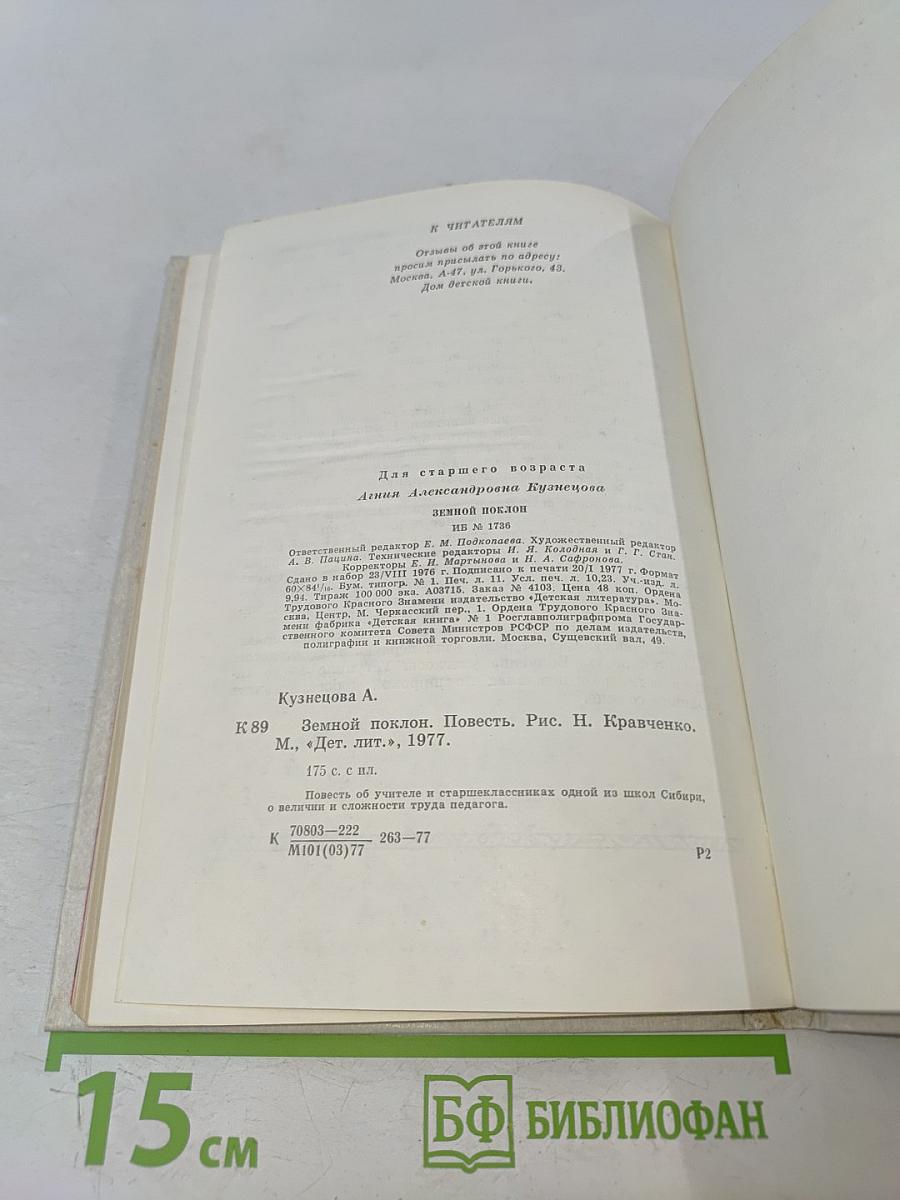 К ЧИТАТЕЛЯМ
Отзывы об этой книге
просим присылать по адресу:
Москва, А-47, ул. Горького, 43.
Дом детской книги.
Для старшего возраста
Агния Александровна Кузнецова
ЗЕМНОЙ ПОКЛОН
ИБ № 1736
Ответственный редактор Е. М. Подкопаева. Художественный редактор
А. В. Пацина. Технические редакторы И. Я. Колодная и Г. Г. Стан.
Корректоры Е. И. Мартынова и Н. А. Сафронова.
Сдано в набор 23/VIII 1976 г. Подписано к печати 20/I 1977 г. Формат
60×84¹/₁₆. Бум. типогр. № 1. Печ. л. 11. Усл. печ. л. 10,23. Уч.-изд. л.
9,94. Тираж 100 000 экз. А03715. Заказ № 4103. Цена 48 коп. Ордена
Трудового Красного Знамени издательство «Детская литература». Мо-
сква, Центр, М. Черкасский пер., 1. Ордена Трудового Красного Зна-
мени фабрика «Детская книга» № 1 Росглавполиграфпрома Государ-
ственного комитета Совета Министров РСФСР по делам издательств,
полиграфии и книжной торговли. Москва, Сущевский вал, 49.
Кузнецова А.
К 89 Земной поклон. Повесть. Рис. Н. Кравченко.
М., «Дет. лит.», 1977.
175 с. с ил.
Повесть об учителе и старшеклассниках одной из школ Сибири,
о величии и сложности труда педагога.
К 70803—222 263—77
М101(03)77
Р2
15 см
БФ БИБЛИОФАН